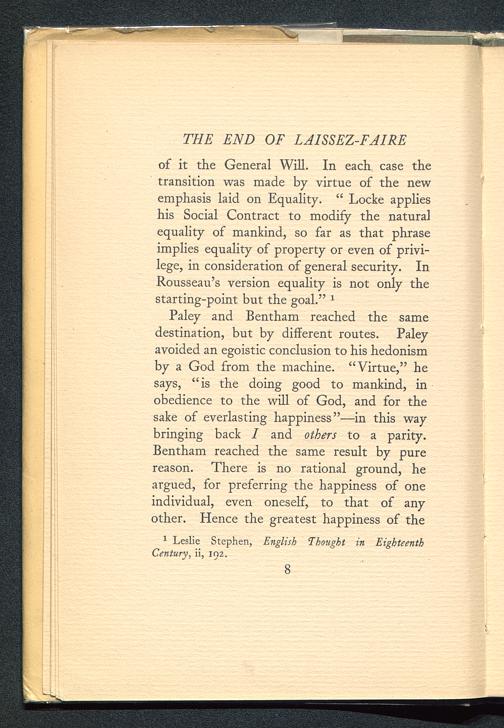 THE END OF LAISSEZ-FAIRE
of it the General Will. In each case the
transition was made by virtue of the new
emphasis laid on Equality. “ Locke applies
his Social Contract to modify the natural
equality of mankind, so far as that phrase
implies equality of property or even of privi-
lege, in consideration of general security. In
Rousseau's version equality is not only the
starting-point but the goal.” ¹
Paley and Bentham reached the same
destination, but by different routes. Paley
avoided an egoistic conclusion to his hedonism
by a God from the machine. “Virtue,” he
says, “is the doing good to mankind, in
obedience to the will of God, and for the
sake of everlasting happiness”—in this way
bringing back I and others to a parity.
Bentham reached the same result by pure
reason. There is no rational ground, he
argued, for preferring the happiness of one
individual, even oneself, to that of any
other. Hence the greatest happiness of the
¹ Leslie Stephen, English Thought in Eighteenth
Century, ii, 192.
8